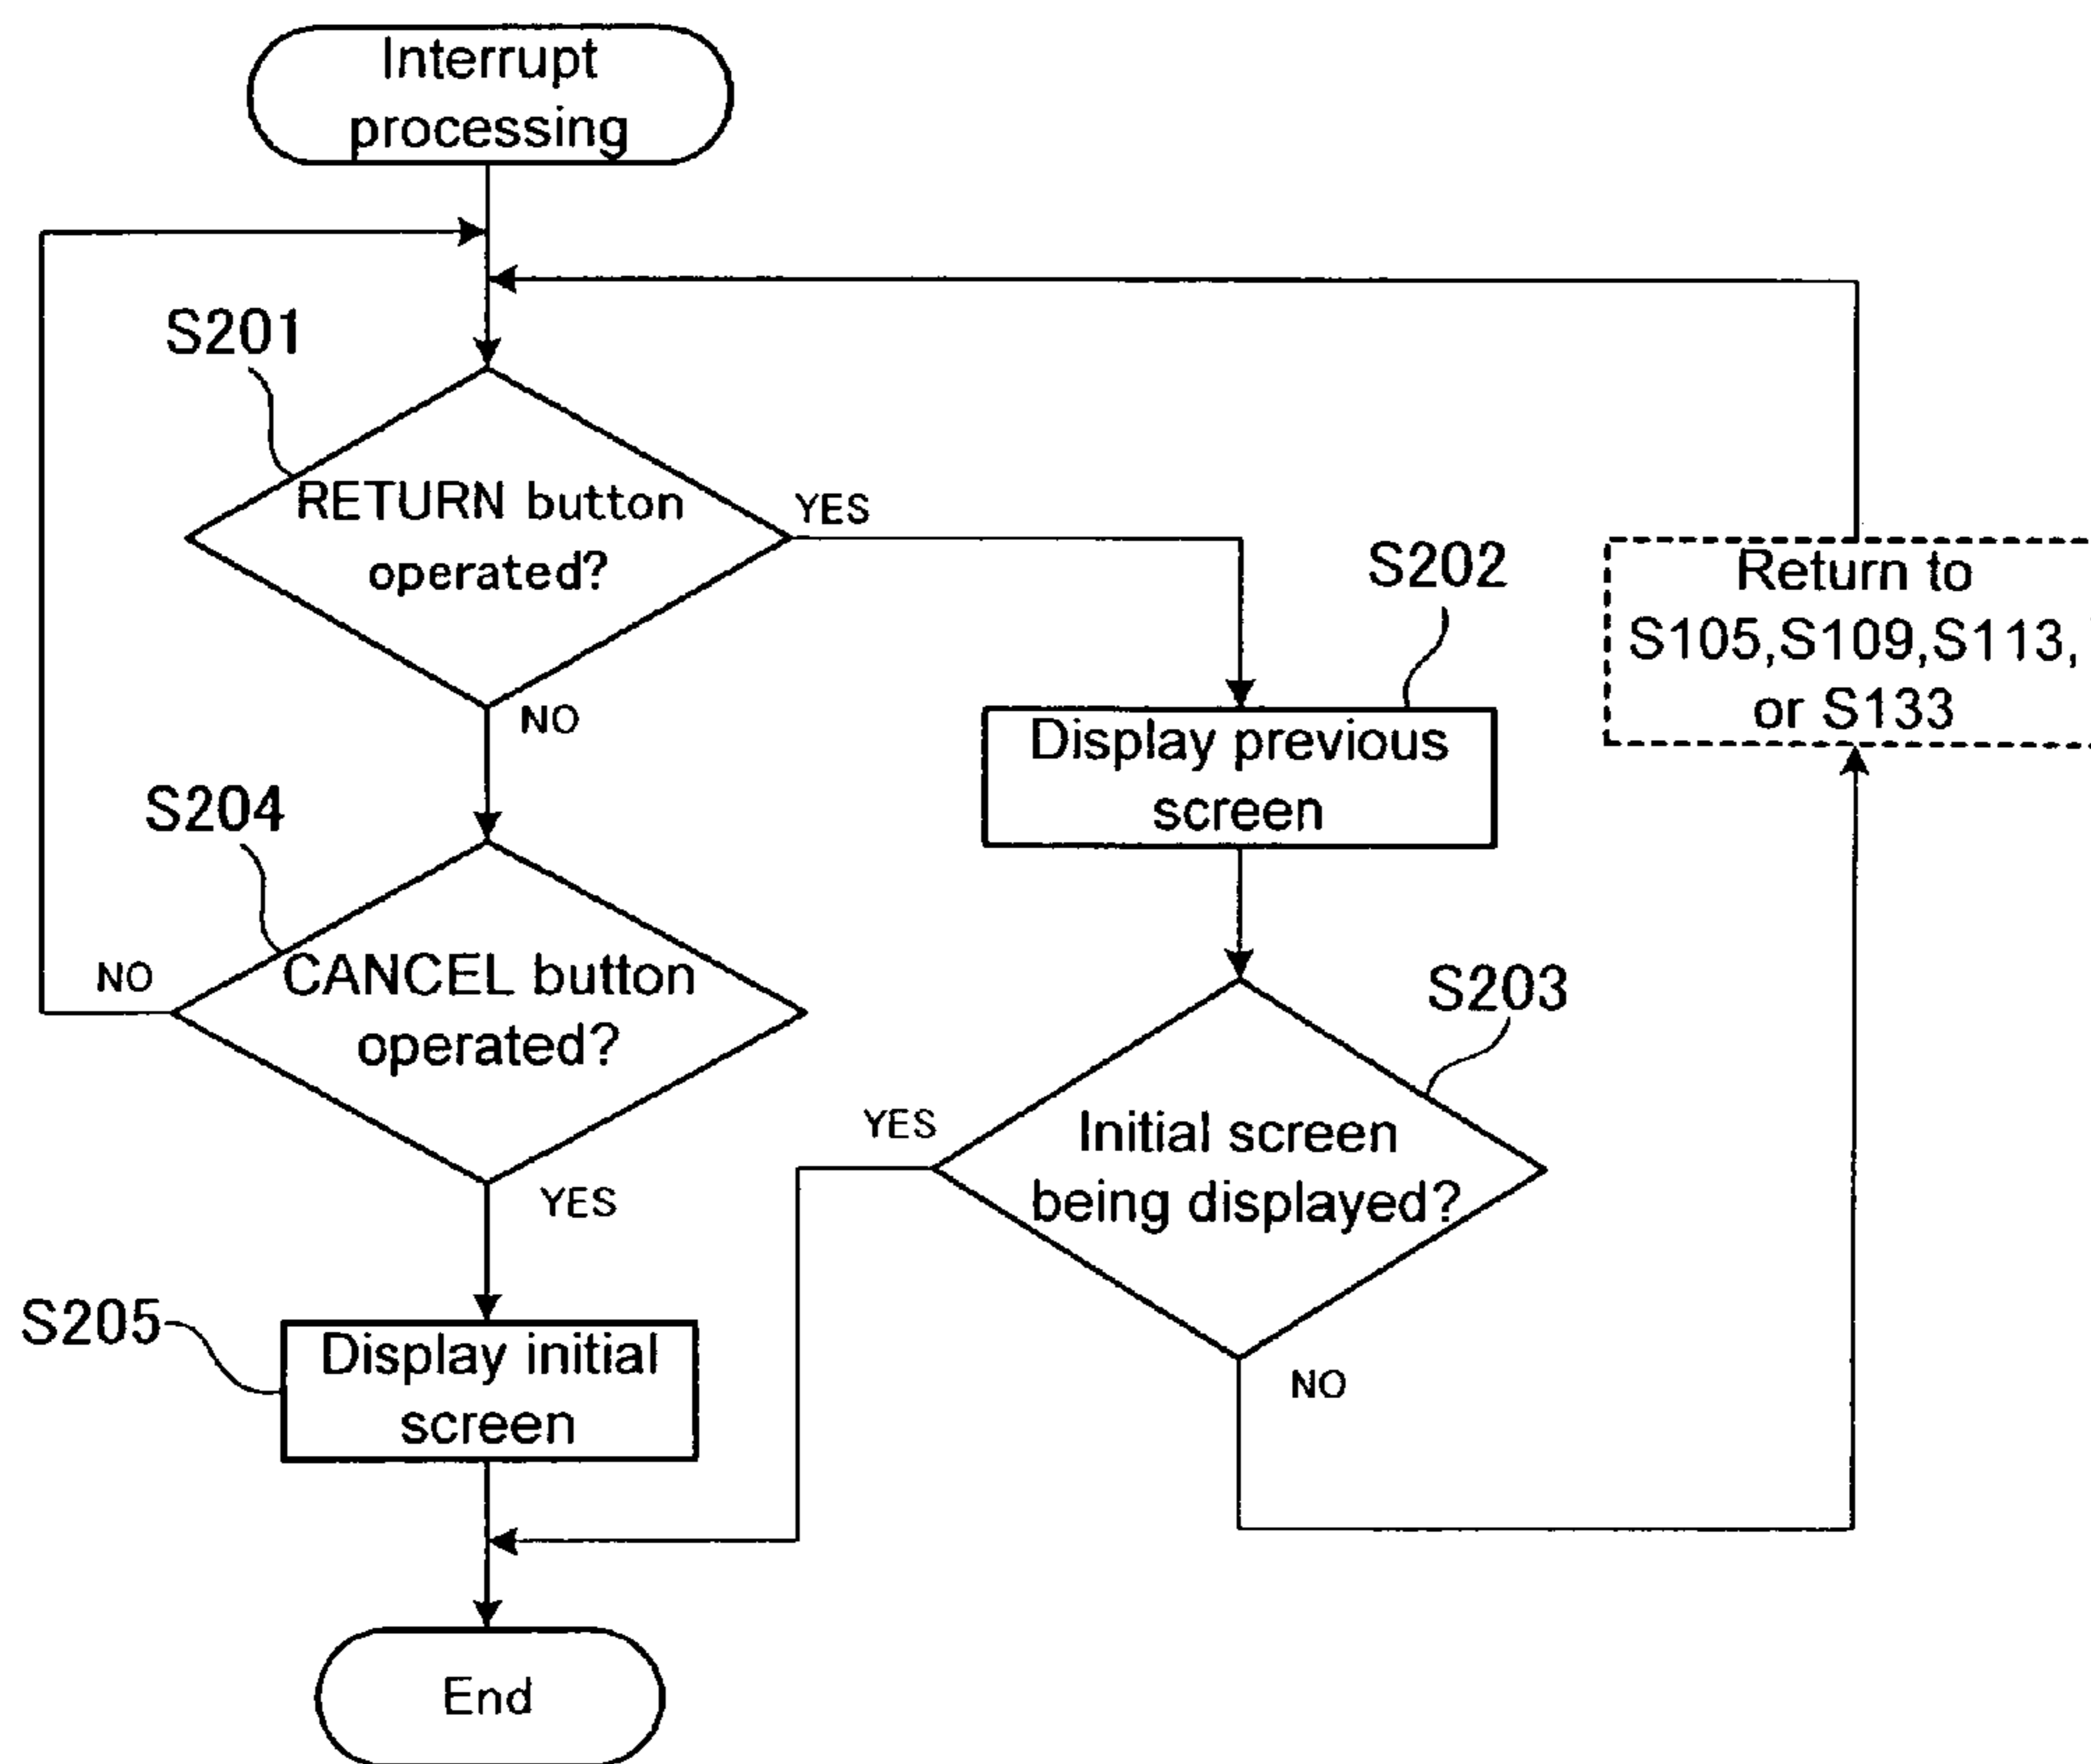 Interrupt
processing
S201
RETURN button
operated?
YES
NO
S202
Display previous
screen
Return to
S105,S109,S113,
or S133
S204
CANCEL button
operated?
NO
YES
S203
Initial screen
being displayed?
YES
NO
S205
Display initial
screen
End